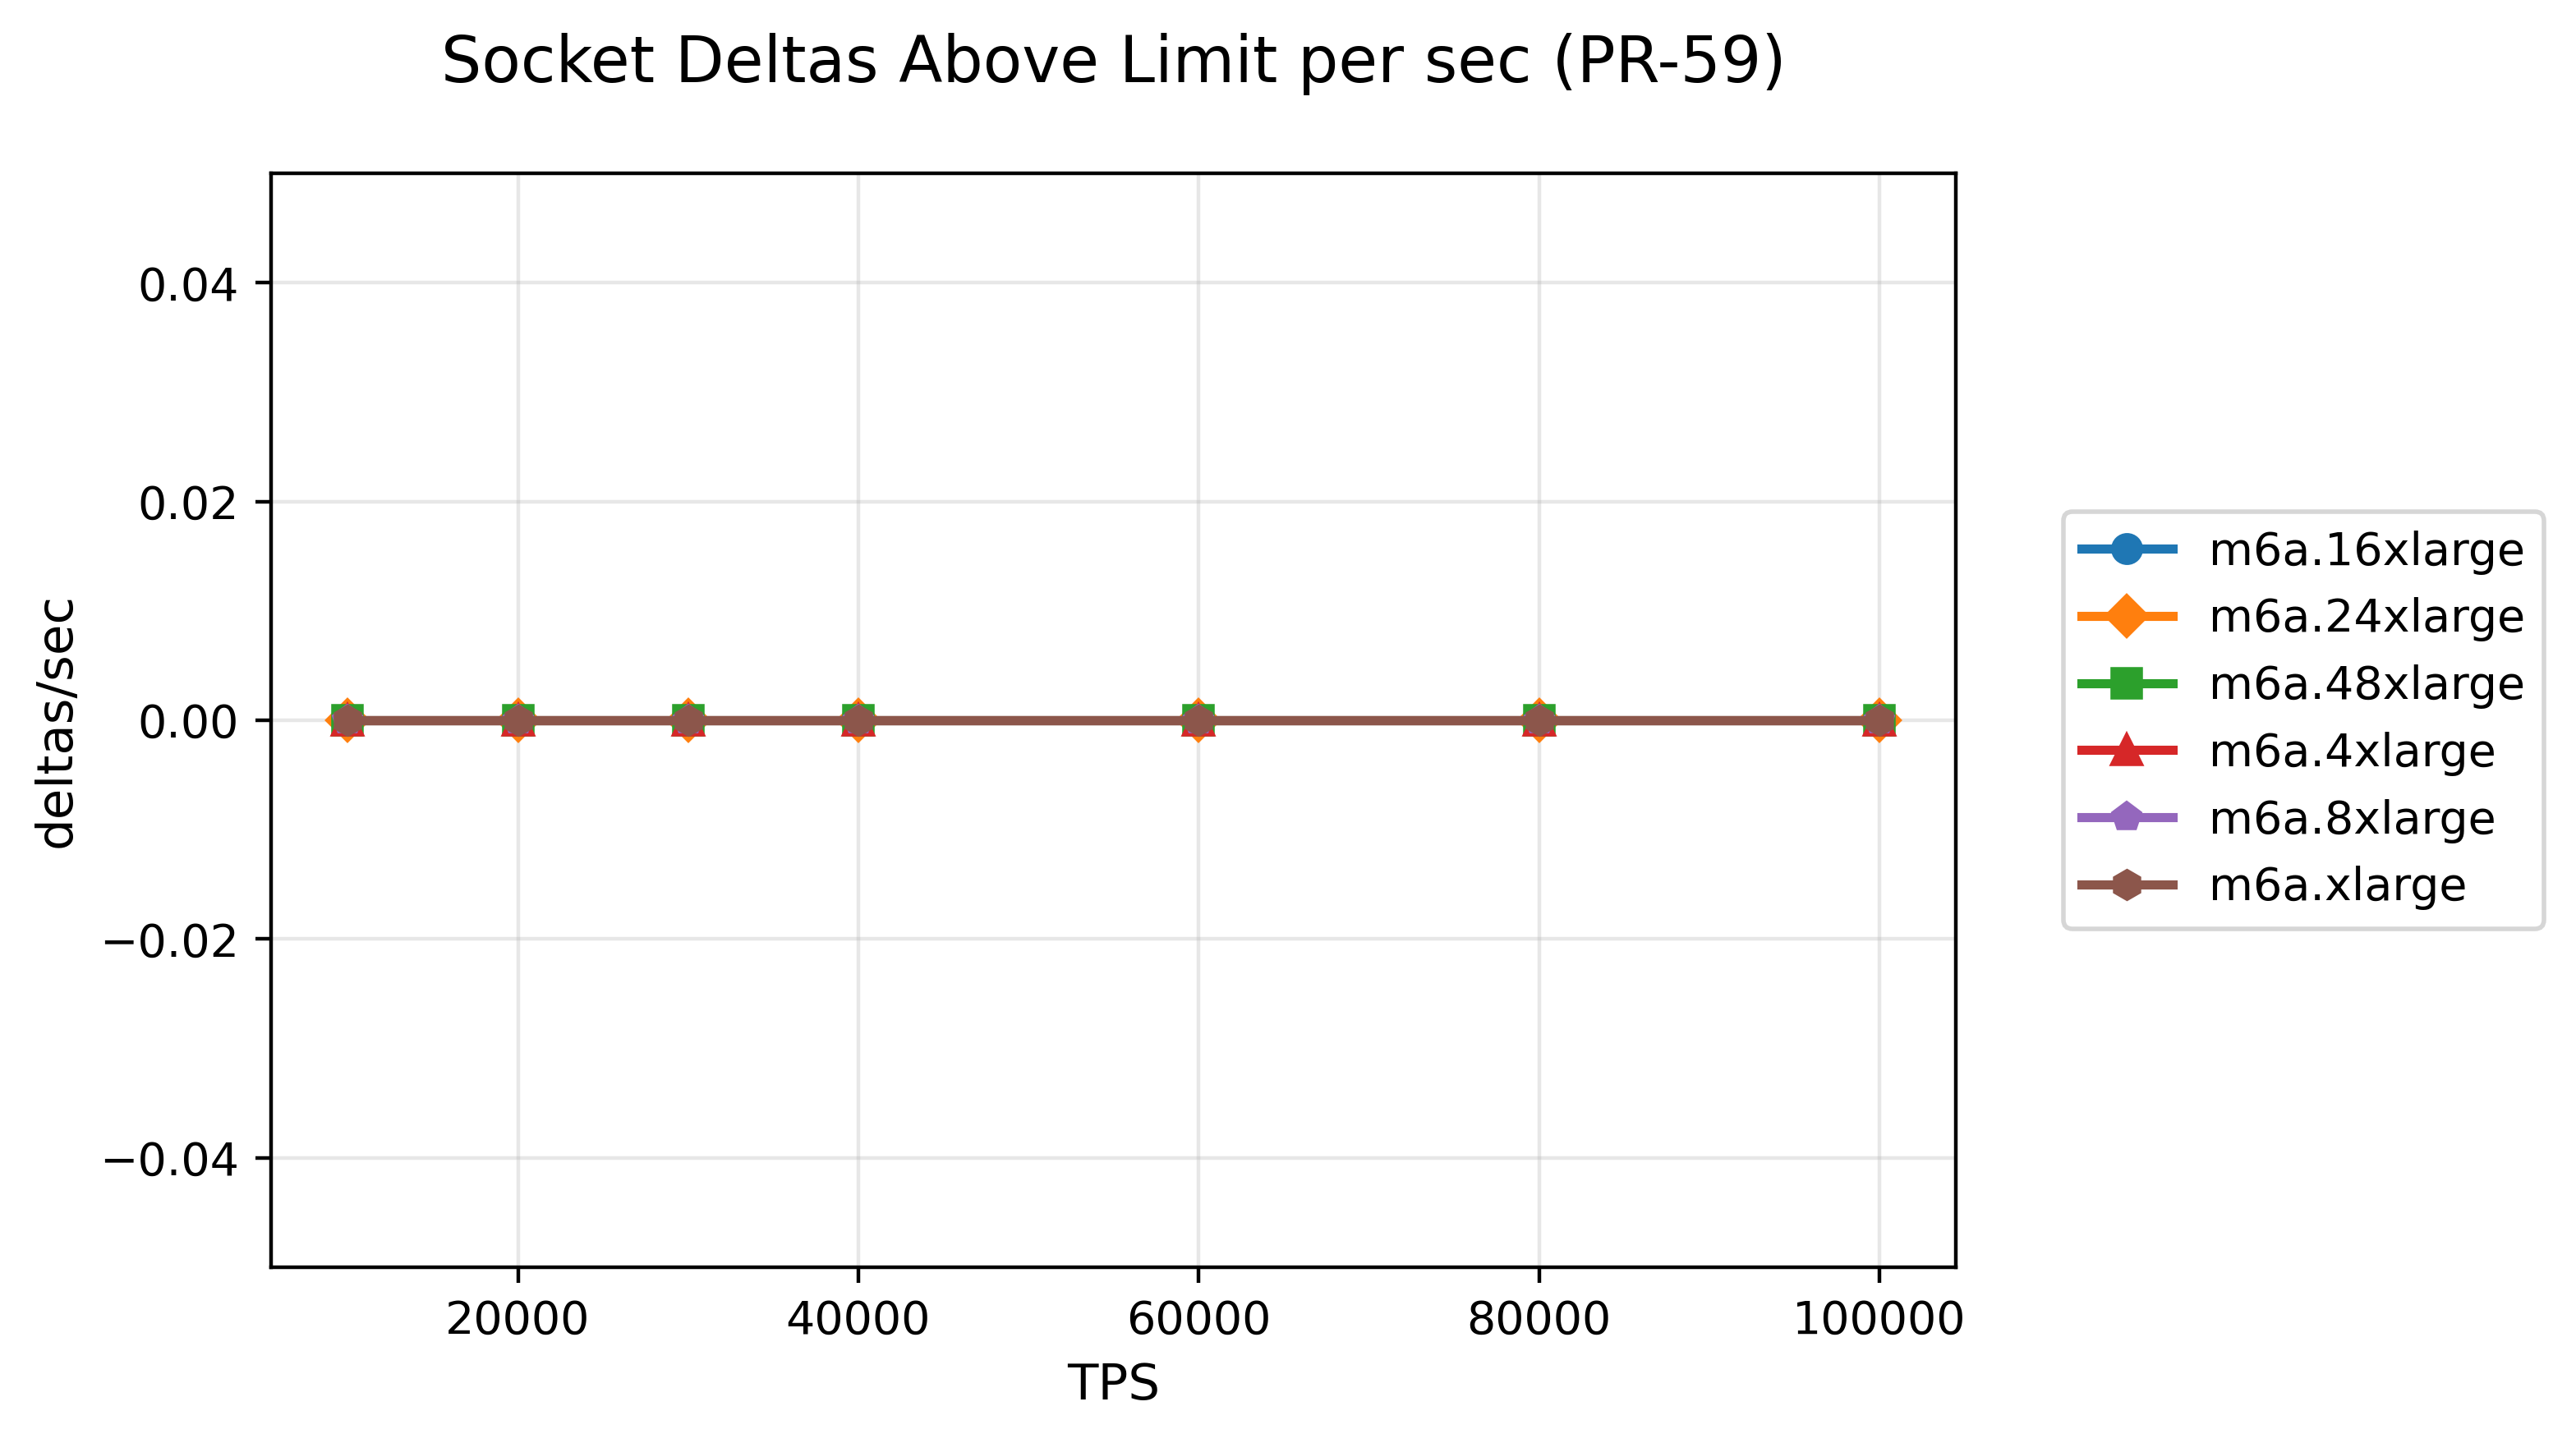 Socket Deltas Above Limit per sec (PR-59)
0.04
0.02
0.00
−0.02
−0.04
deltas/sec
20000 40000 60000 80000 100000
TPS
m6a.16xlarge
m6a.24xlarge
m6a.48xlarge
m6a.4xlarge
m6a.8xlarge
m6a.xlarge